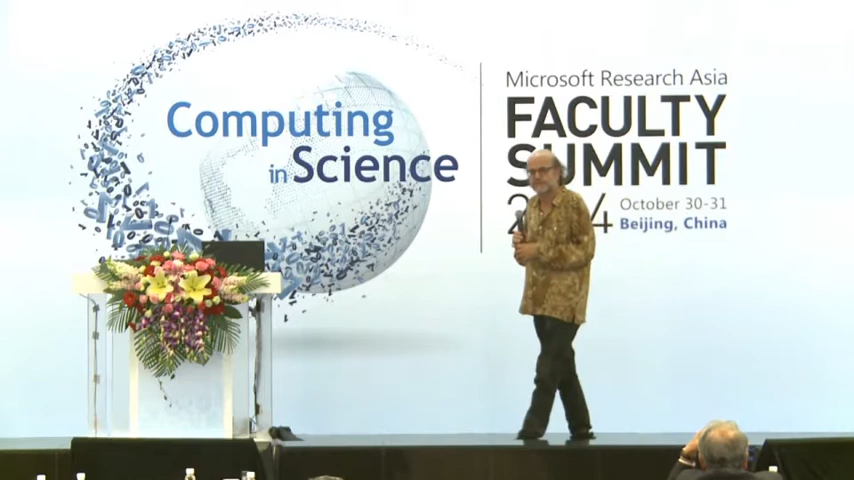 Computing
in Science
Microsoft Research Asia
FACULTY
SUMMIT
October 30-31
Beijing, China